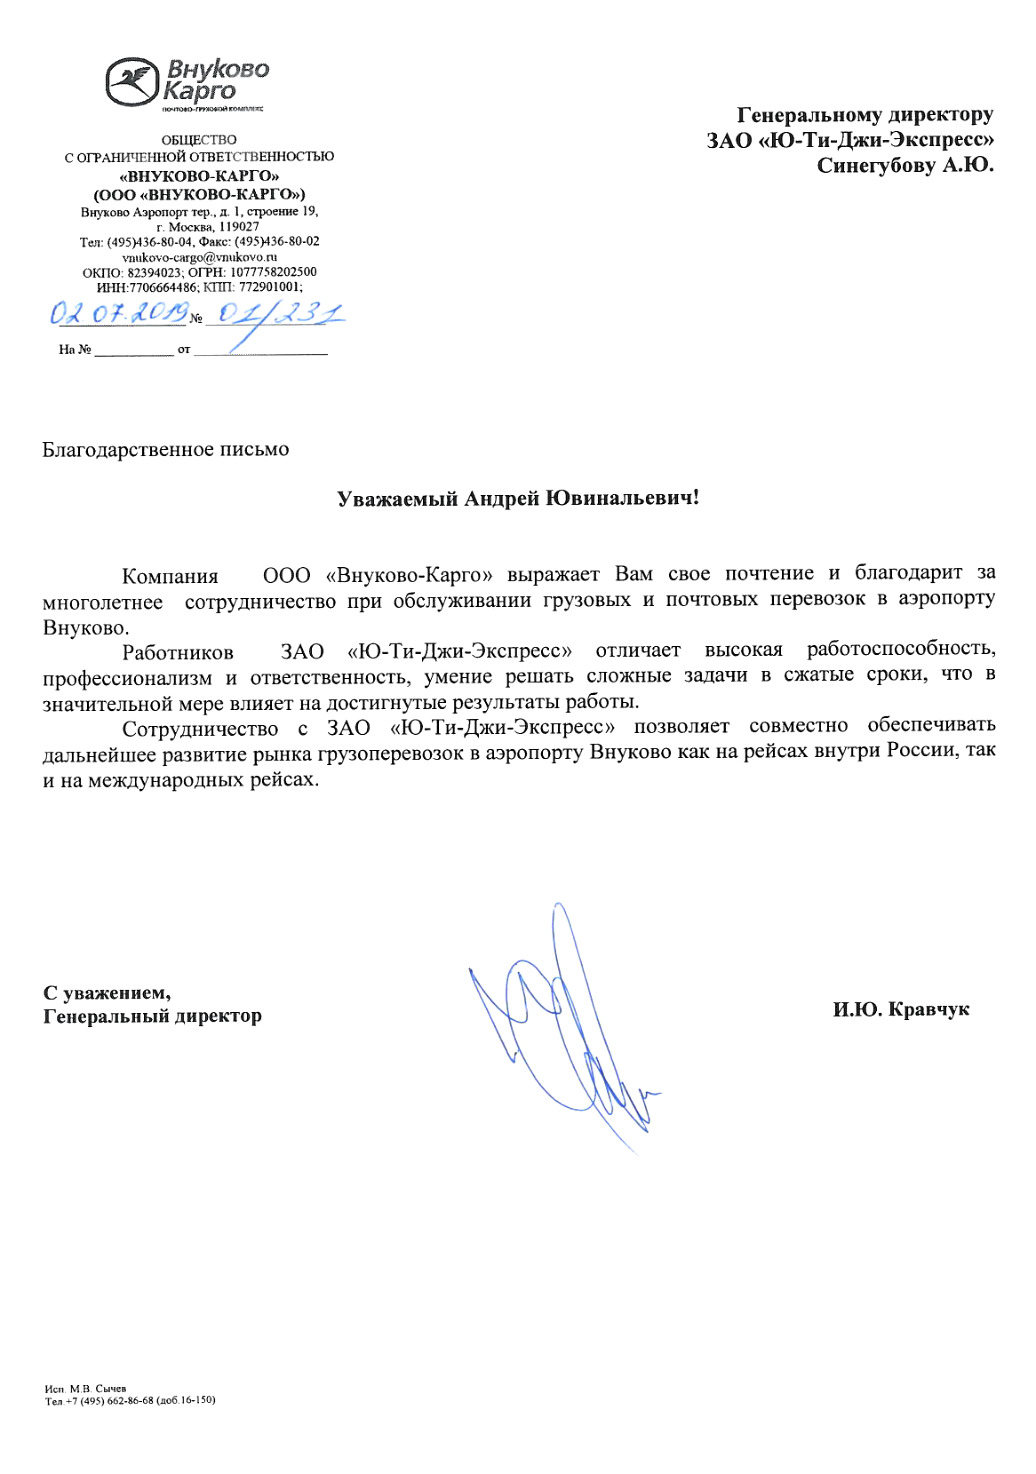 Внуково
Карго
ПОЧТОВО-ГРУЗОВОЙ КОМПЛЕКС
ОБЩЕСТВО
С ОГРАНИЧЕННОЙ ОТВЕТСТВЕННОСТЬЮ
«ВНУКОВО-КАРГО»
(ООО «ВНУКОВО-КАРГО»)
Внуково Аэропорт тер., д. 1, строение 19,
г. Москва, 119027
Тел: (495)436-80-04, Факс: (495)436-80-02
vnukovo-cargo@vnukovo.ru
ОКПО: 82394023; ОГРН: 1077758202500
ИНН:7706664486; КПП: 772901001;
02 07.2019 № 01/231
На № ____________ от ____________________
Генеральному директору
ЗАО «Ю-Ти-Джи-Экспресс»
Синегубову А.Ю.
Благодарственное письмо
Уважаемый Андрей Ювинальевич!
Компания ООО «Внуково-Карго» выражает Вам свое почтение и благодарит за
многолетнее сотрудничество при обслуживании грузовых и почтовых перевозок в аэропорту
Внуково.
Работников ЗАО «Ю-Ти-Джи-Экспресс» отличает высокая работоспособность,
профессионализм и ответственность, умение решать сложные задачи в сжатые сроки, что в
значительной мере влияет на достигнутые результаты работы.
Сотрудничество с ЗАО «Ю-Ти-Джи-Экспресс» позволяет совместно обеспечивать
дальнейшее развитие рынка грузоперевозок в аэропорту Внуково как на рейсах внутри России, так
и на международных рейсах.
С уважением,
Генеральный директор
И.Ю. Кравчук
Исп. М.В. Сычев
Тел.+7 (495) 662-86-68 (доб.16-150)